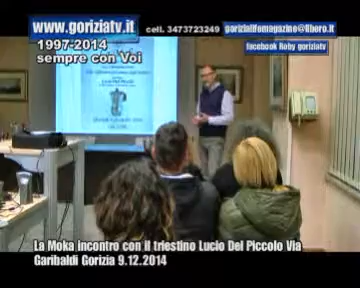 www.goriziatv.it
cell. 3473723249
gorizialifemagazine@libero.it
1997-2014
facebook Roby goriziatv
sempre con Voi
La Moka incontro con il triestino Lucio Del Piccolo Via
Garibaldi Gorizia 9.12.2014